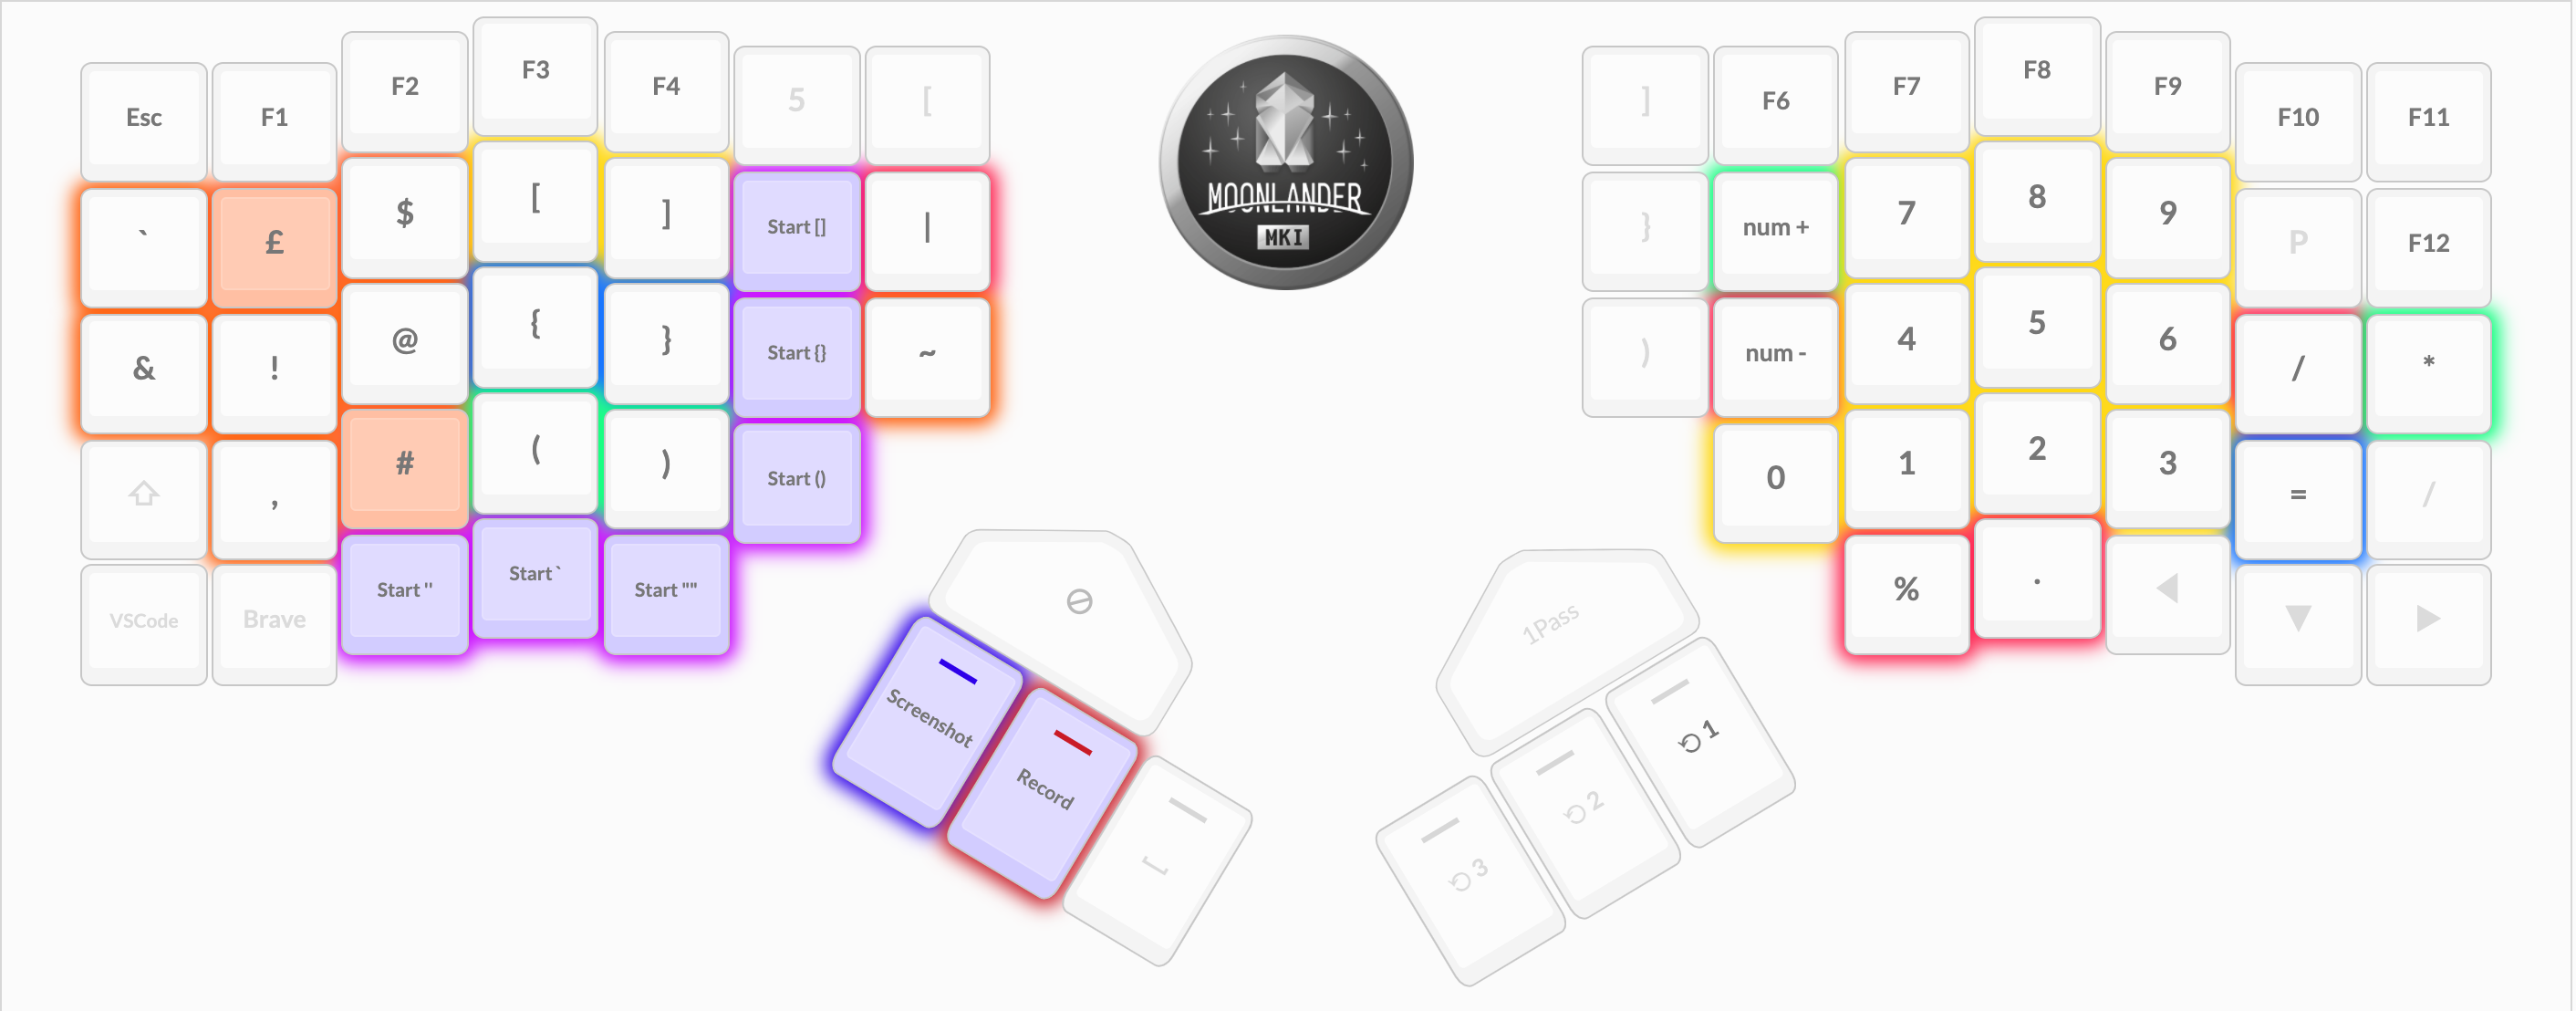 Esc F1 F2 F3 F4 5 [
] F6 F7 F8 F9 F10 F11
` £ $ [ ] Start [] |
} num + 7 8 9 P F12
& ! @ { } Start {} ~
) num - 4 5 6 / *
, # ( ) Start ()
0 1 2 3 = /
VSCode Brave Start '' Start ` Start ""
% .
Screenshot
Record
1Pass
1
2
3
MOONLANDER
MKI